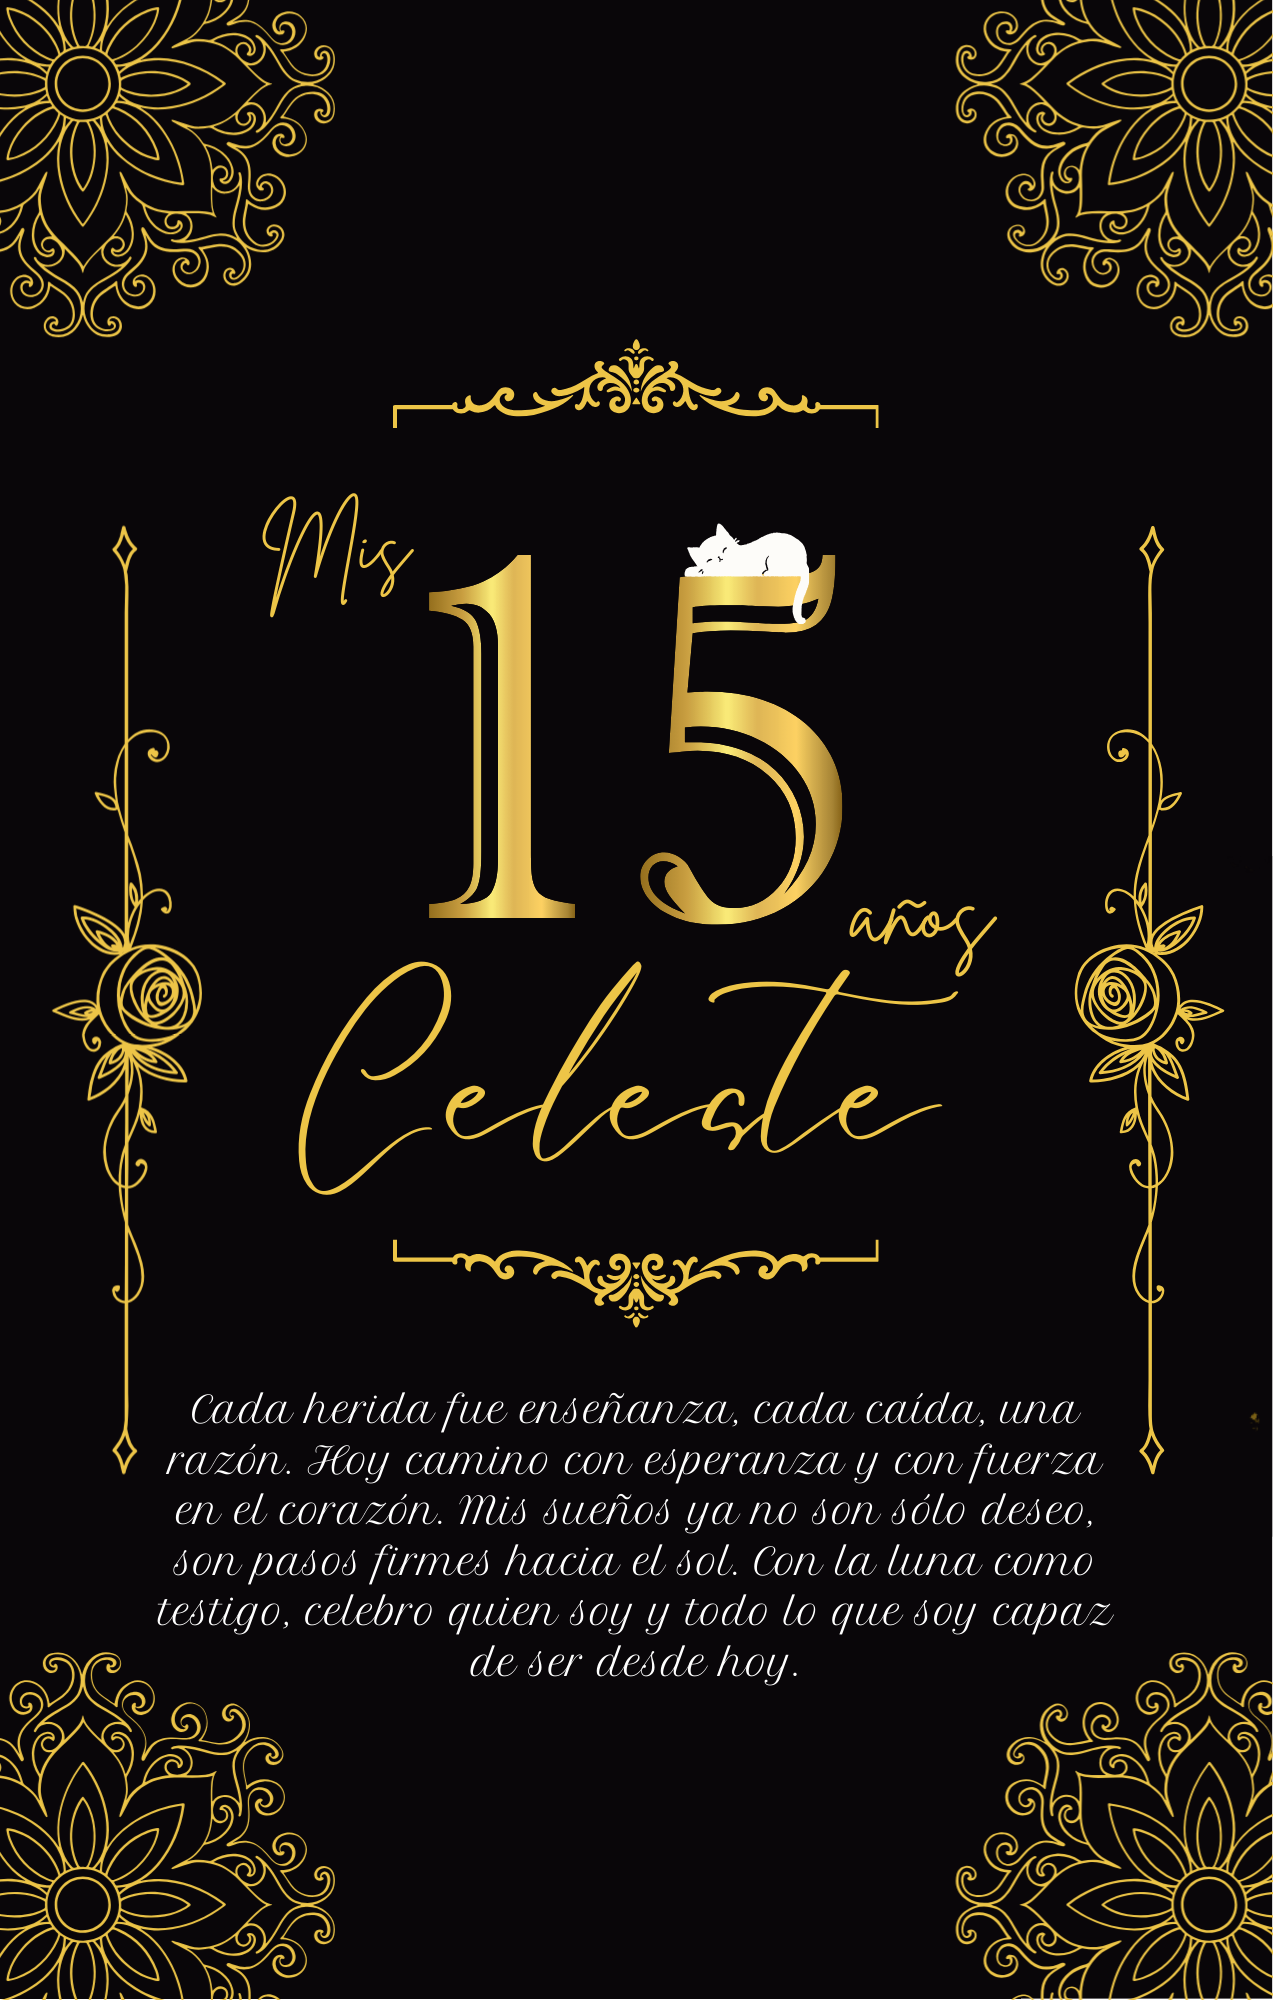 Mis
15
años
Celeste
Cada herida fue enseñanza, cada caída, una
razón. Hoy camino con esperanza y con fuerza
en el corazón. Mis sueños ya no son sólo deseo,
son pasos firmes hacia el sol. Con la luna como
testigo, celebro quien soy y todo lo que soy capaz
de ser desde hoy.